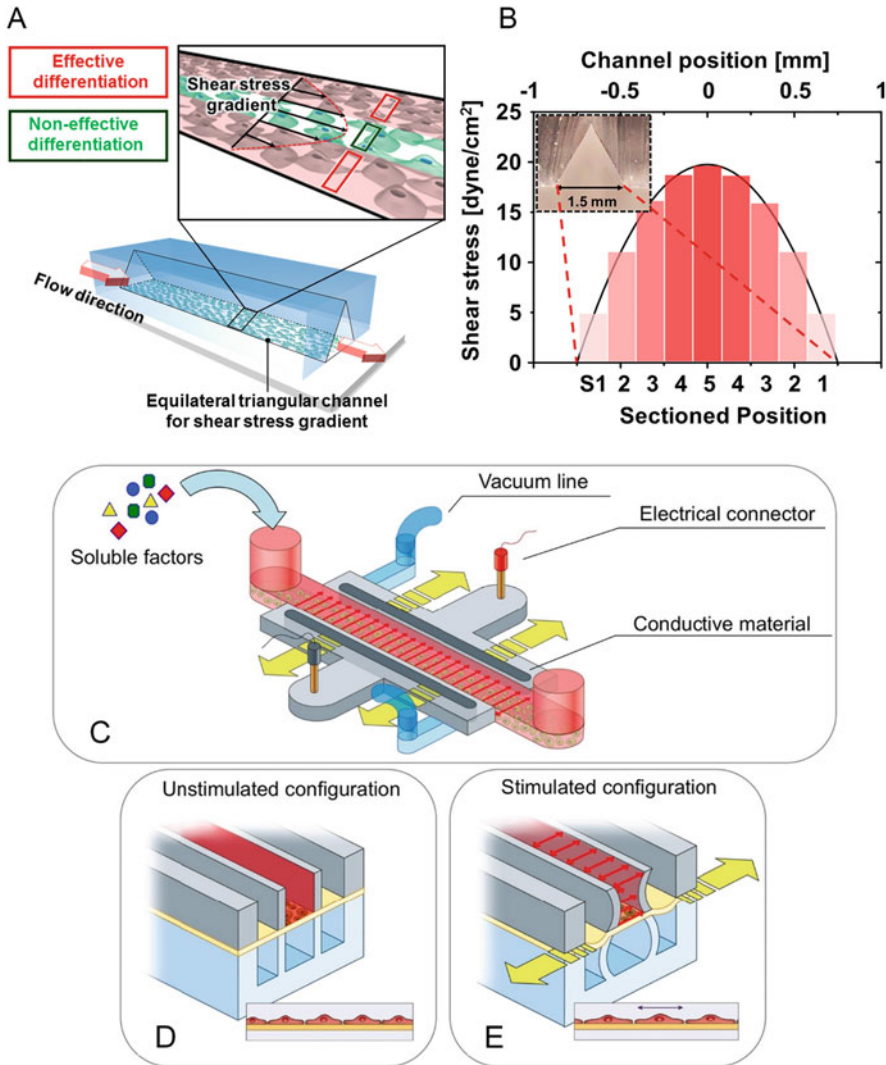 A
Effective
differentiation
Non-effective
differentiation
Shear stress
gradient
Flow direction
Equilateral triangular channel
for shear stress gradient
B
Channel position [mm]
-1 -0.5 0 0.5 1
Shear stress [dyne/cm²]
25
20
15
10
5
0
1.5 mm
S1 2 3 4 5 4 3 2 1
Sectioned Position
Soluble factors
Vacuum line
Electrical connector
Conductive material
C
Unstimulated configuration
D
Stimulated configuration
E